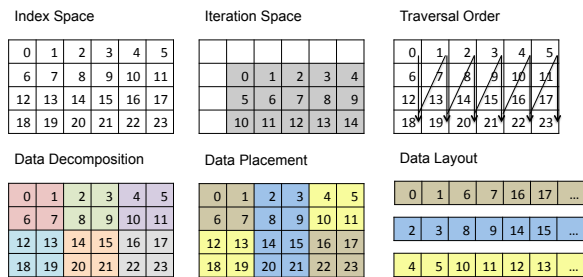 Index Space
Iteration Space
Traversal Order
0 1 2 3 4 5
6 7 8 9 10 11
12 13 14 15 16 17
18 19 20 21 22 23
0 1 2 3 4
5 6 7 8 9
10 11 12 13 14
0 1 2 3 4 5
6 7 8 9 10 11
12 13 14 15 16 17
18 19 20 21 22 23
Data Decomposition
Data Placement
Data Layout
0 1 2 3 4 5
6 7 8 9 10 11
12 13 14 15 16 17
18 19 20 21 22 23
0 1 2 3 4 5
6 7 8 9 10 11
12 13 14 15 16 17
18 19 20 21 22 23
0 1 6 7 16 17 ...
2 3 8 9 14 15 ...
4 5 10 11 12 13 ...